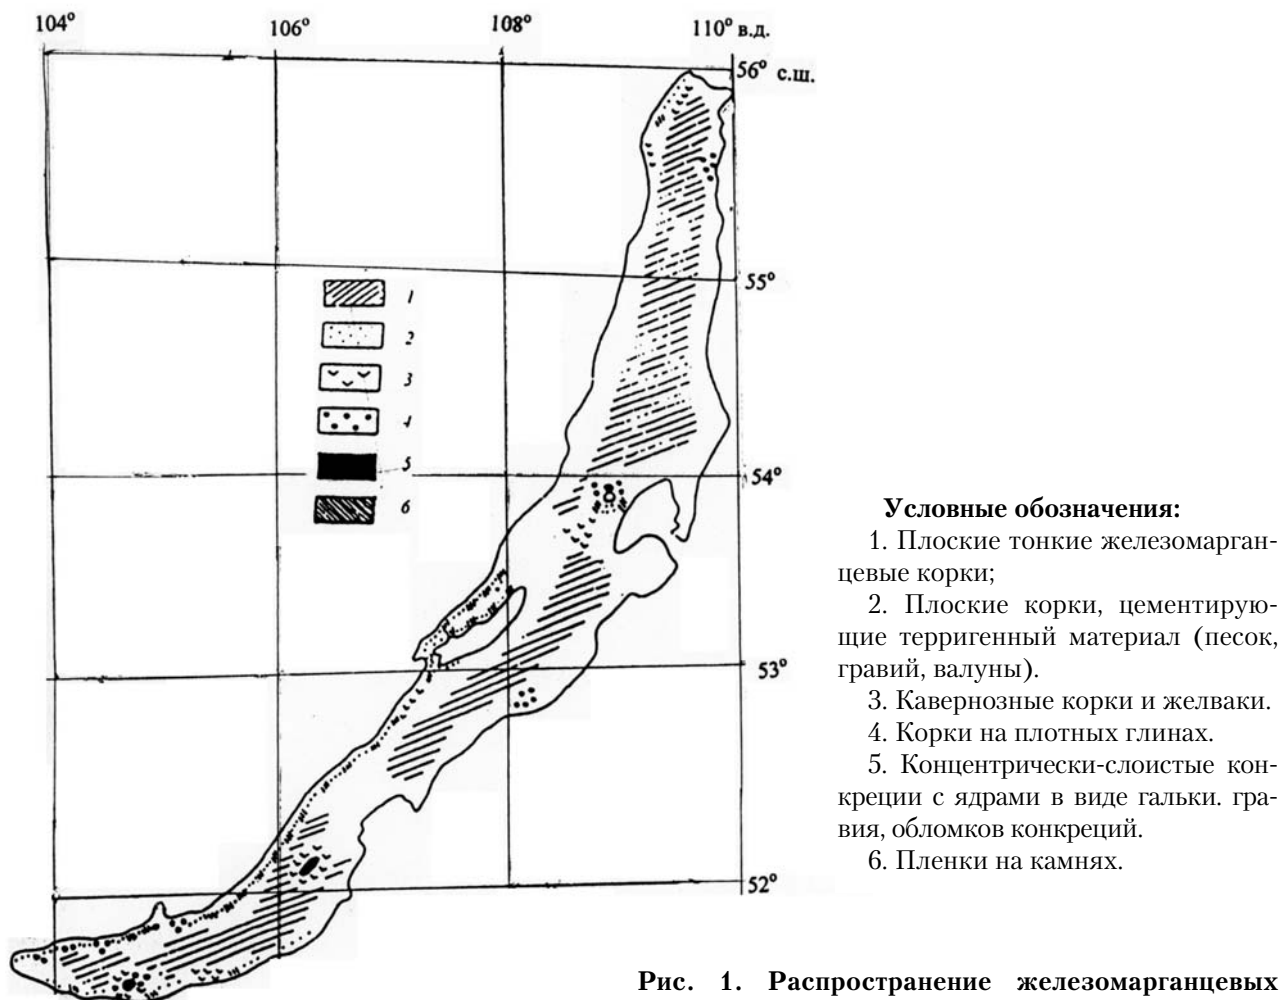 104° 106° 108° 110° в.д.
56° с.ш.
55°
1
2
3
4
5
6
54°
53°
52°
Условные обозначения:
1. Плоские тонкие железомарган-
цевые корки;
2. Плоские корки, цементирую-
щие терригенный материал (песок,
гравий, валуны).
3. Кавернозные корки и желваки.
4. Корки на плотных глинах.
5. Концентрически-слоистые кон-
креции с ядрами в виде гальки. гра-
вия, обломков конкреций.
6. Пленки на камнях.
Рис. 1. Распространение железомарганцевых